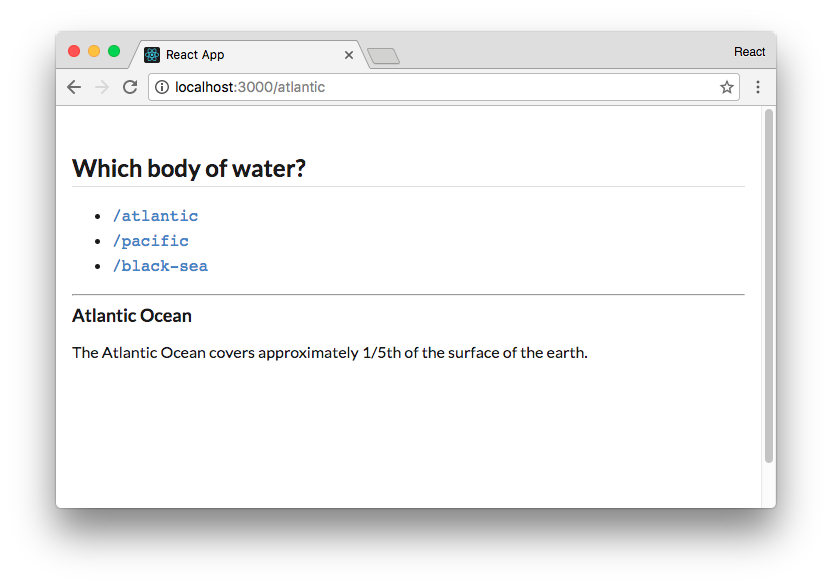 React App
React
localhost:3000/atlantic
Which body of water?
/atlantic
/pacific
/black-sea
Atlantic Ocean
The Atlantic Ocean covers approximately 1/5th of the surface of the earth.